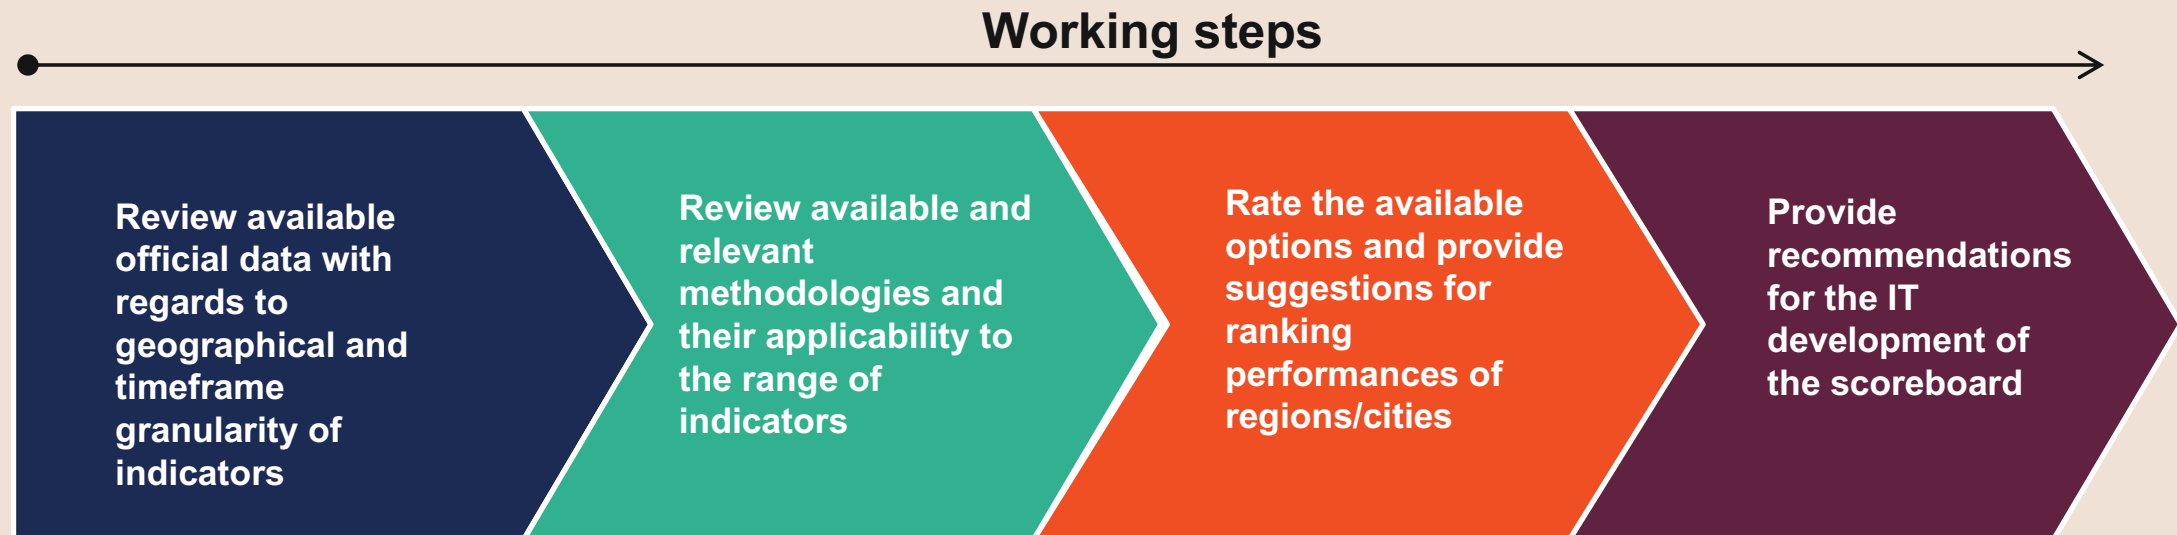 Working steps
Review available
official data with
regards to
geographical and
timeframe
granularity of
indicators
Review available and
relevant
methodologies and
their applicability to
the range of
indicators
Rate the available
options and provide
suggestions for
ranking
performances of
regions/cities
Provide
recommendations
for the IT
development of
the scoreboard